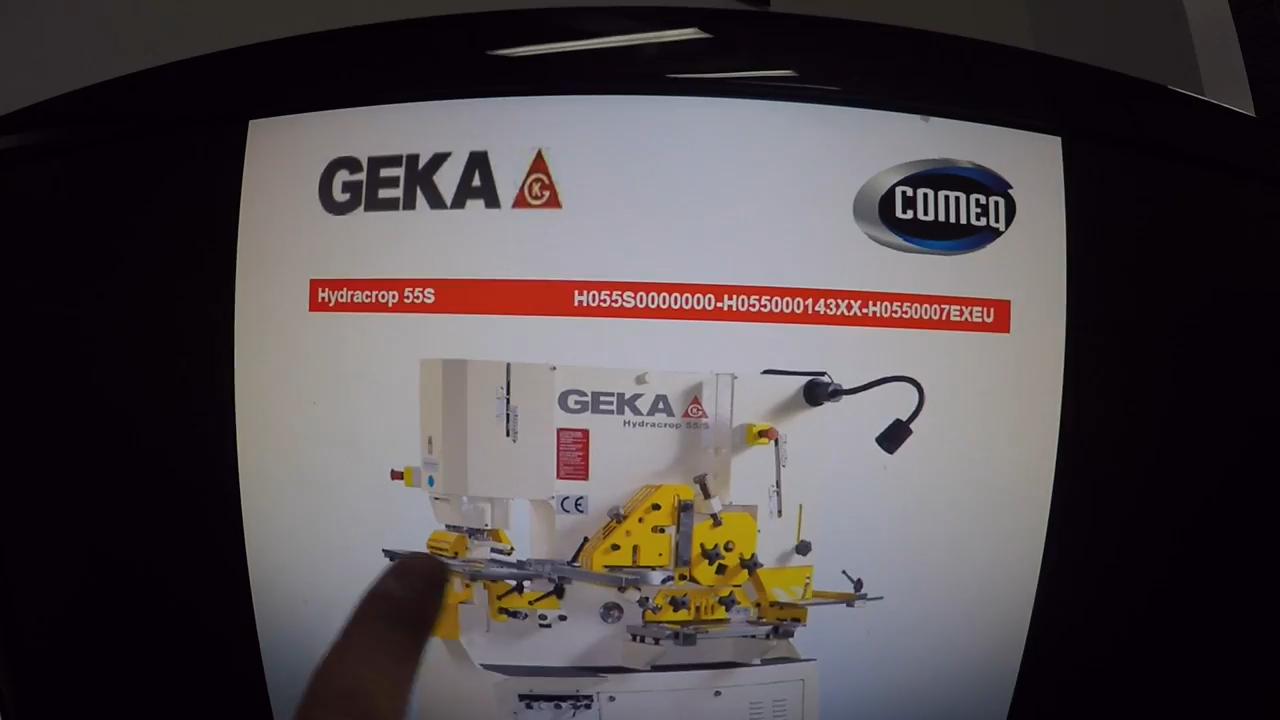 GEKA
COMEQ
Hydracrop 55S H055S0000000-H055000143XX-H0550007EXEU
GEKA
Hydracrop 55/S
CE